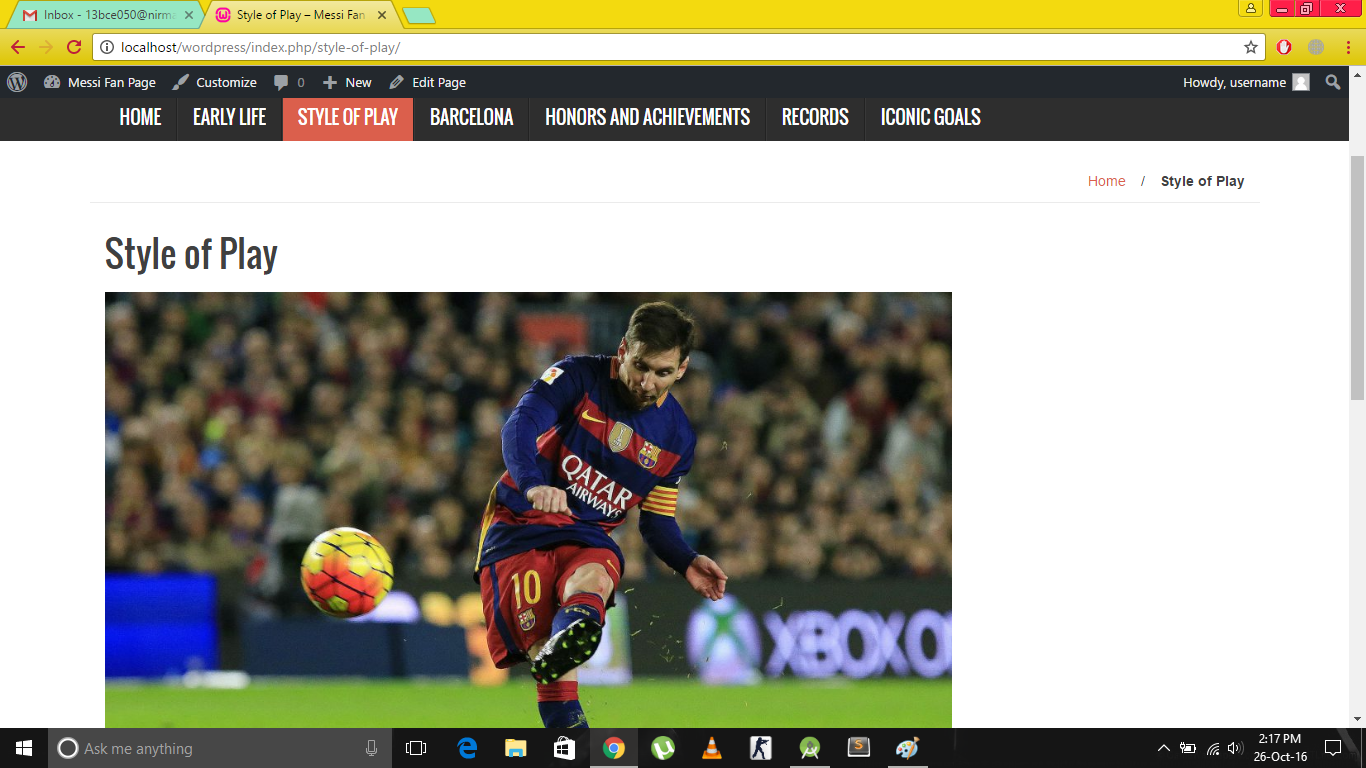 Inbox - 13bce050@nirma
Style of Play – Messi Fan
localhost/wordpress/index.php/style-of-play/
Messi Fan Page Customize 0 New Edit Page Howdy, username
HOME EARLY LIFE STYLE OF PLAY BARCELONA HONORS AND ACHIEVEMENTS RECORDS ICONIC GOALS
Home / Style of Play
Style of Play
QATAR
AIRWAYS
10
FCB
XBOX ON
Ask me anything
2:17 PM
26-Oct-16